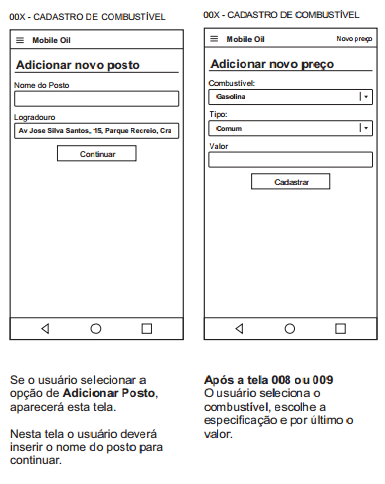 00X - CADASTRO DE COMBUSTÍVEL
Mobile Oil
Adicionar novo posto
Nome do Posto
Logradouro
Av Jose Silva Santos, 15, Parque Recreio, Cra
Continuar
Se o usuário selecionar a
opção de Adicionar Posto,
aparecerá esta tela.
Nesta tela o usuário deverá
inserir o nome do posto para
continuar.
00X - CADASTRO DE COMBUSTÍVEL
Mobile Oil
Novo preço
Adicionar novo preço
Combustível:
Gasolina
Tipo:
Comum
Valor
Cadastrar
Após a tela 008 ou 009
O usuário seleciona o
combustível, escolhe a
especificação e por último o
valor.